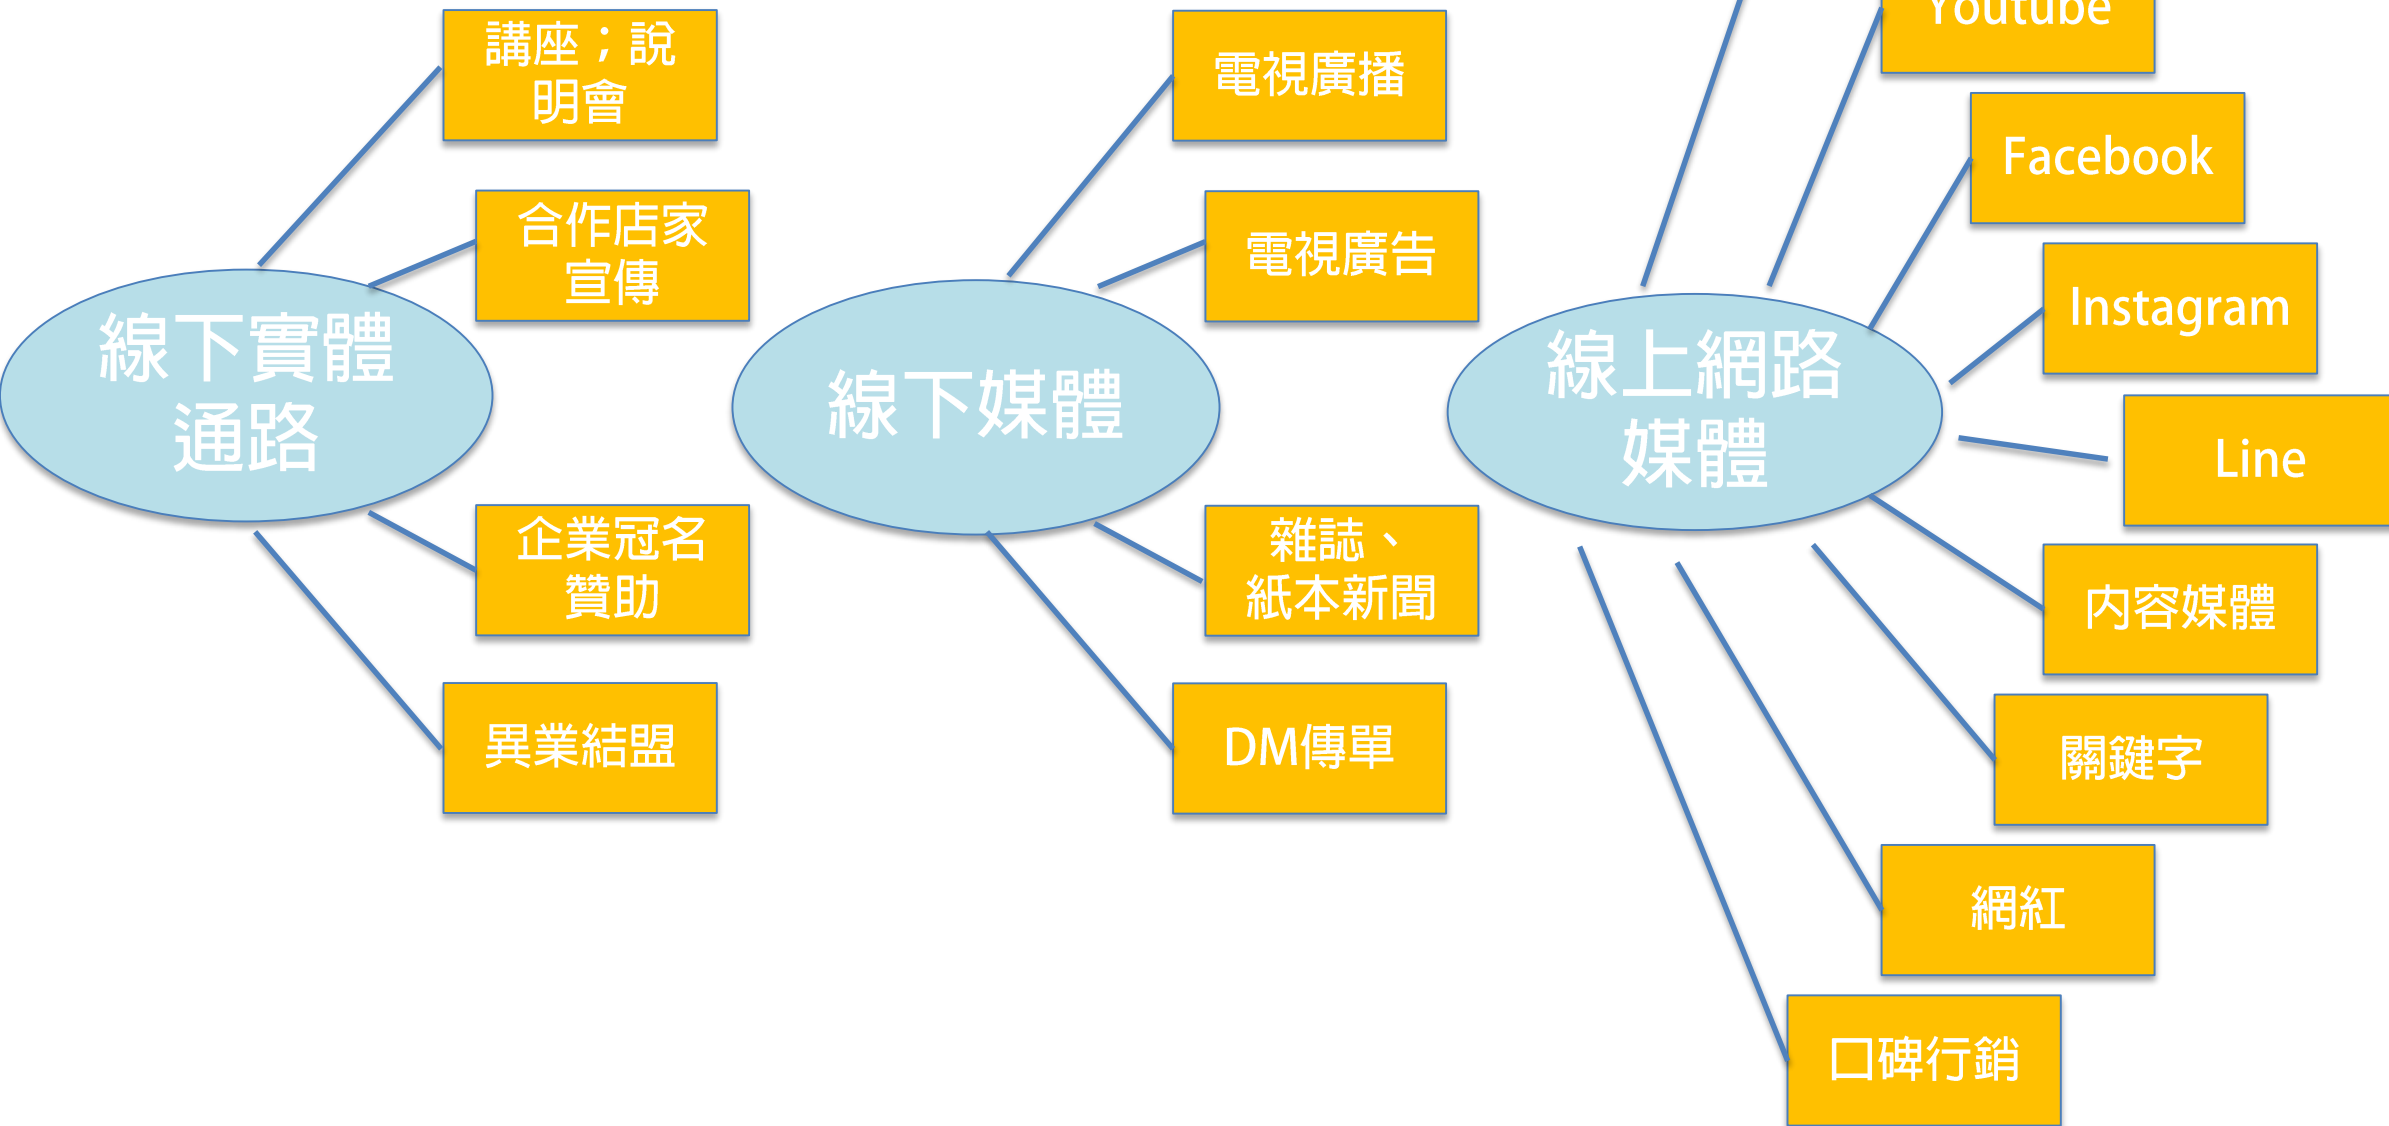 講座；說
明會
合作店家
宣傳
線下實體
通路
企業冠名
贊助
異業結盟
電視廣播
電視廣告
線下媒體
雜誌、
紙本新聞
DM傳單
Youtube
Facebook
Instagram
線上網路
媒體
Line
內容媒體
關鍵字
網紅
口碑行銷